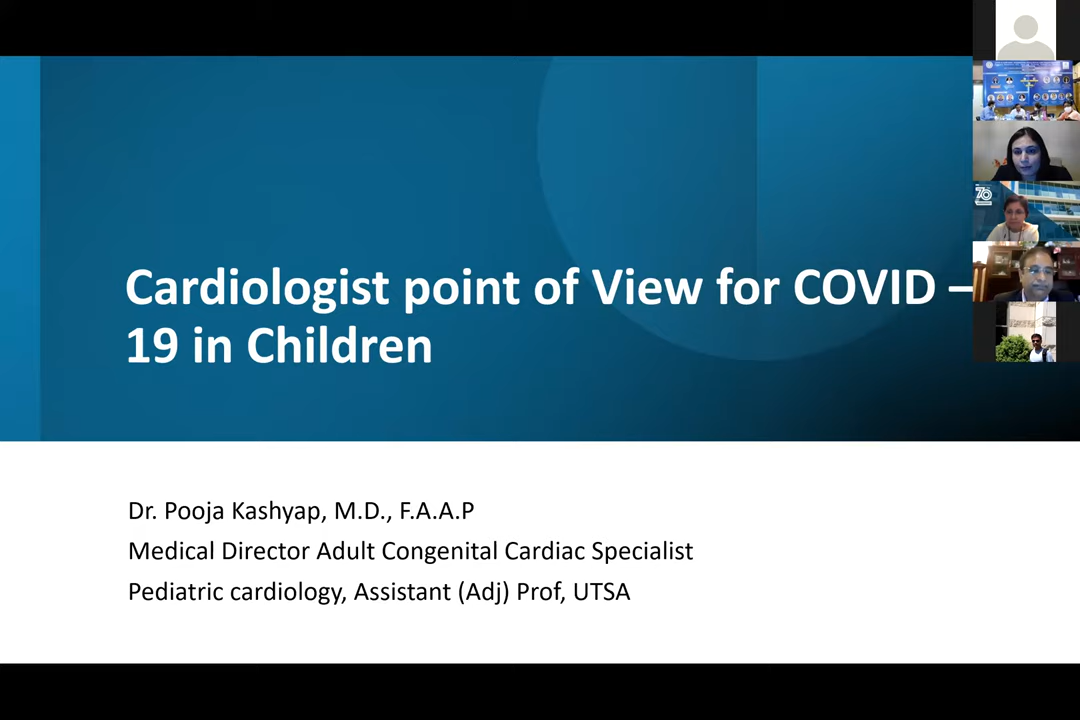 Cardiologist point of View for COVID –
19 in Children
Dr. Pooja Kashyap, M.D., F.A.A.P
Medical Director Adult Congenital Cardiac Specialist
Pediatric cardiology, Assistant (Adj) Prof, UTSA
70